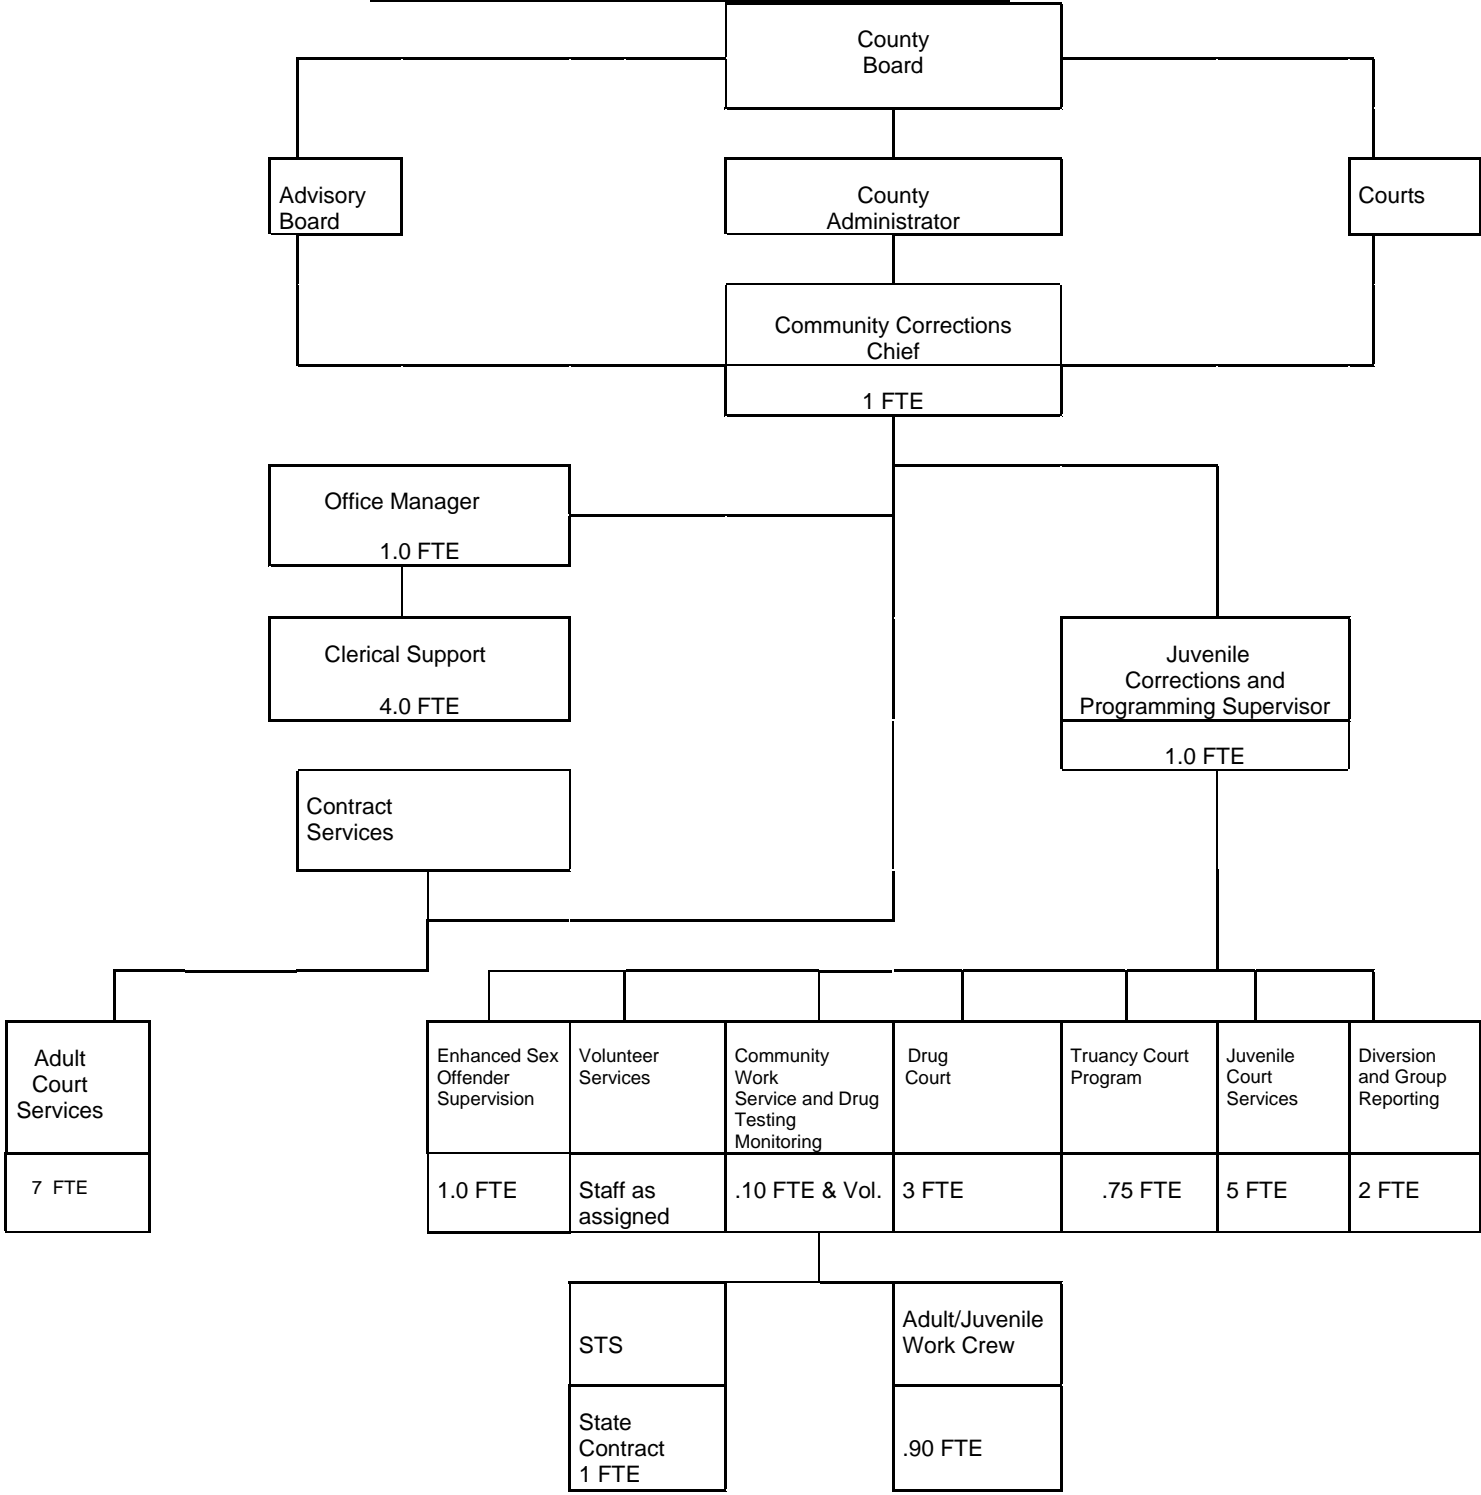 County
Board
Advisory
Board
County
Administrator
Courts
Community Corrections
Chief
1 FTE
Office Manager
1.0 FTE
Clerical Support
4.0 FTE
Juvenile
Corrections and
Programming Supervisor
1.0 FTE
Contract
Services
Adult
Court
Services
7 FTE
Enhanced Sex
Offender
Supervision
1.0 FTE
Volunteer
Services
Staff as
assigned
Community
Work
Service and Drug
Testing
Monitoring
.10 FTE & Vol.
Drug
Court
3 FTE
Truancy Court
Program
.75 FTE
Juvenile
Court
Services
5 FTE
Diversion
and Group
Reporting
2 FTE
STS
State
Contract
1 FTE
Adult/Juvenile
Work Crew
.90 FTE